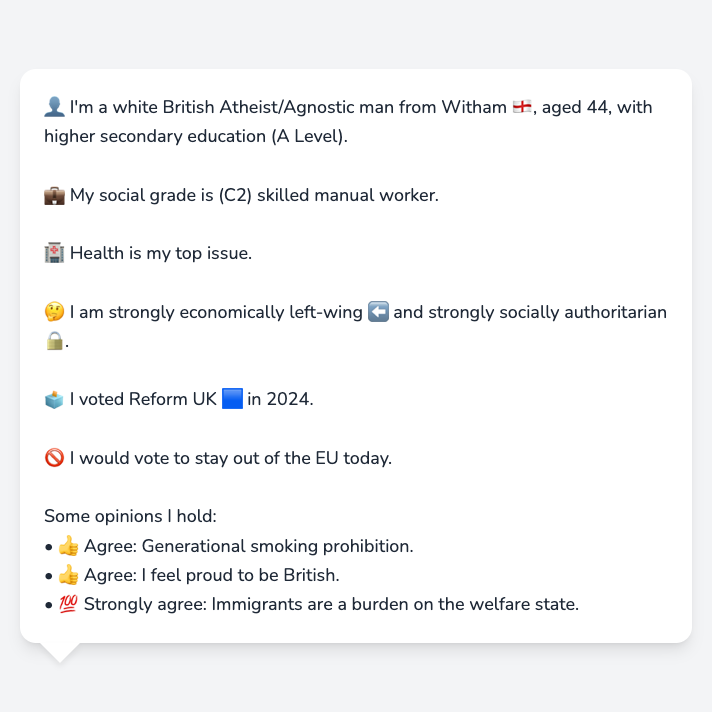 👤 I'm a white British Atheist/Agnostic man from Witham 🏴󠁧󠁢󠁥󠁮󠁧󠁿, aged 44, with
higher secondary education (A Level).
💼 My social grade is (C2) skilled manual worker.
🏥 Health is my top issue.
🤔 I am strongly economically left-wing ⬅️ and strongly socially authoritarian
🔒.
🗳️ I voted Reform UK 🟦 in 2024.
🚫 I would vote to stay out of the EU today.
Some opinions I hold:
• 👍 Agree: Generational smoking prohibition.
• 👍 Agree: I feel proud to be British.
• 💯 Strongly agree: Immigrants are a burden on the welfare state.